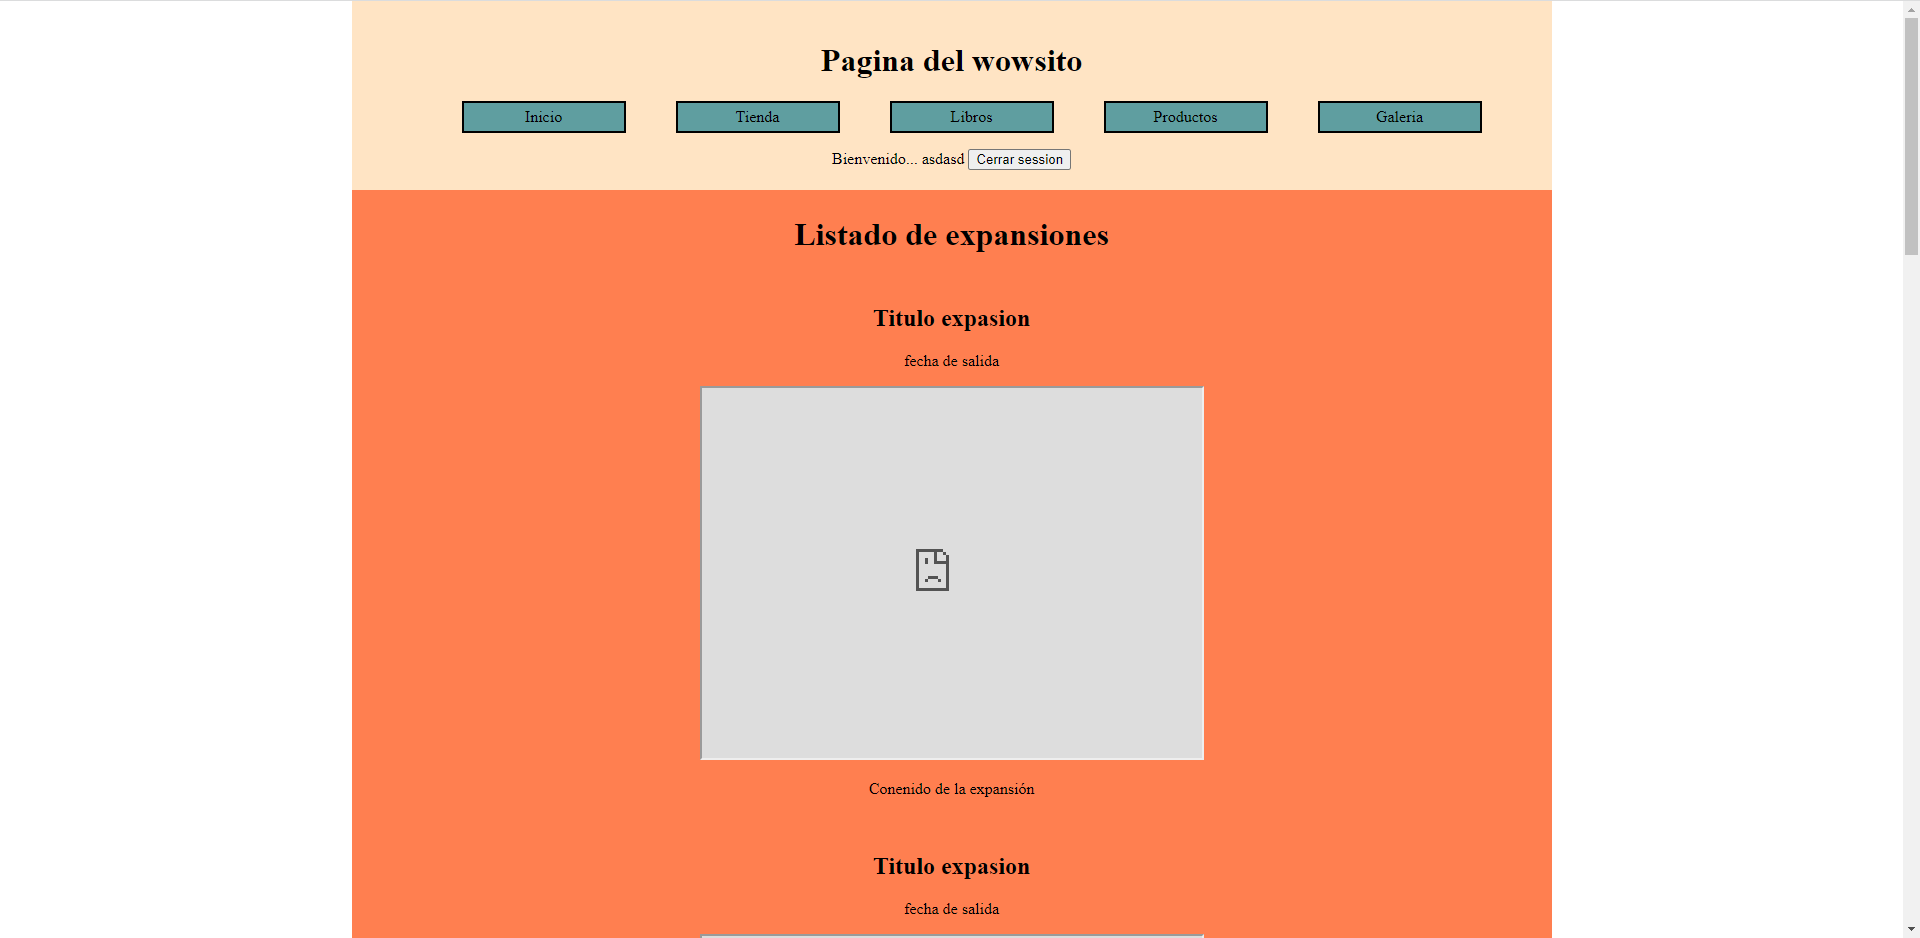 Pagina del wowsito
Inicio Tienda Libros Productos Galeria
Bienvenido... asdasd Cerrar session
Listado de expansiones
Titulo expasion
fecha de salida
Conenido de la expansión
Titulo expasion
fecha de salida